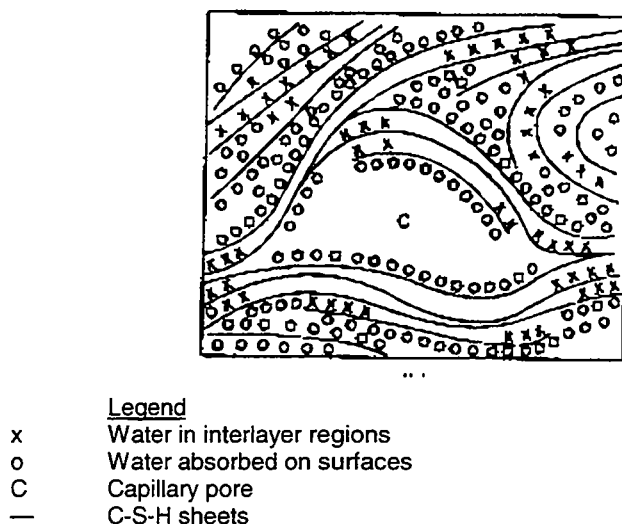 C
Legend
x Water in interlayer regions
o Water absorbed on surfaces
C Capillary pore
— C-S-H sheets